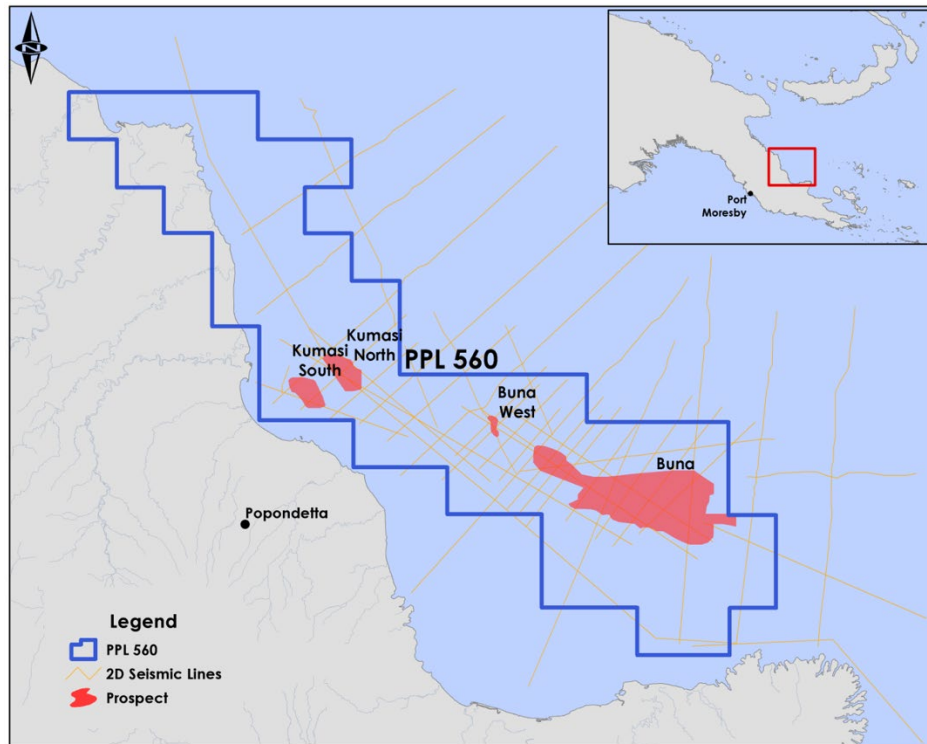 N
Port
Moresby
Kumasi
North
Kumasi
South
PPL 560
Buna
West
Buna
Popondetta
Legend
PPL 560
2D Seismic Lines
Prospect